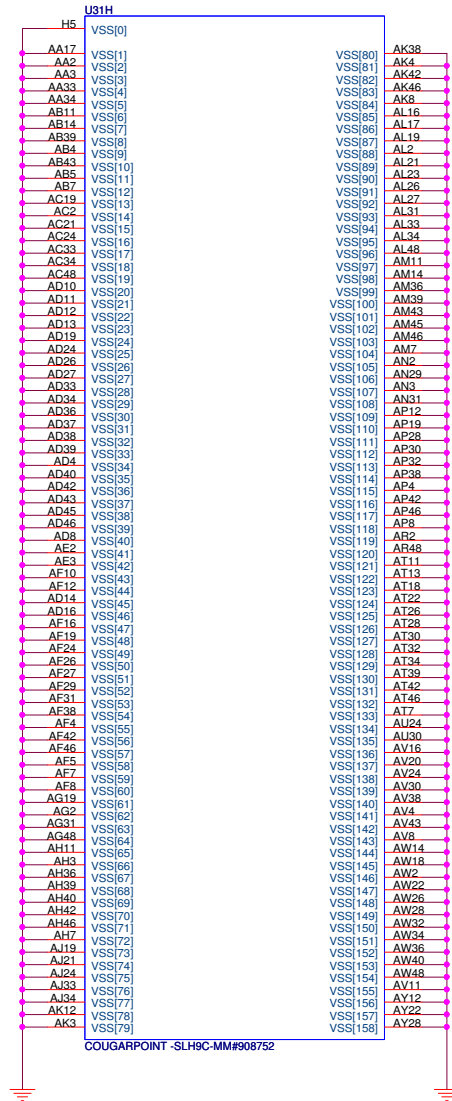 U31H
H5 VSS[0]
AA17 VSS[1] VSS[80] AK38
AA2 VSS[2] VSS[81] AK4
AA3 VSS[3] VSS[82] AK42
AA33 VSS[4] VSS[83] AK46
AA34 VSS[5] VSS[84] AK8
AB11 VSS[6] VSS[85] AL16
AB14 VSS[7] VSS[86] AL17
AB39 VSS[8] VSS[87] AL19
AB4 VSS[9] VSS[88] AL2
AB43 VSS[10] VSS[89] AL21
AB5 VSS[11] VSS[90] AL23
AB7 VSS[12] VSS[91] AL26
AC19 VSS[13] VSS[92] AL27
AC2 VSS[14] VSS[93] AL31
AC21 VSS[15] VSS[94] AL33
AC24 VSS[16] VSS[95] AL34
AC33 VSS[17] VSS[96] AL48
AC34 VSS[18] VSS[97] AM11
AC48 VSS[19] VSS[98] AM14
AD10 VSS[20] VSS[99] AM36
AD11 VSS[21] VSS[100] AM39
AD12 VSS[22] VSS[101] AM43
AD13 VSS[23] VSS[102] AM45
AD19 VSS[24] VSS[103] AM46
AD24 VSS[25] VSS[104] AM7
AD26 VSS[26] VSS[105] AN2
AD27 VSS[27] VSS[106] AN29
AD33 VSS[28] VSS[107] AN3
AD34 VSS[29] VSS[108] AN31
AD36 VSS[30] VSS[109] AP12
AD37 VSS[31] VSS[110] AP19
AD38 VSS[32] VSS[111] AP28
AD39 VSS[33] VSS[112] AP30
AD4 VSS[34] VSS[113] AP32
AD40 VSS[35] VSS[114] AP38
AD42 VSS[36] VSS[115] AP4
AD43 VSS[37] VSS[116] AP42
AD45 VSS[38] VSS[117] AP46
AD46 VSS[39] VSS[118] AP8
AD8 VSS[40] VSS[119] AR2
AE2 VSS[41] VSS[120] AR48
AE3 VSS[42] VSS[121] AT11
AF10 VSS[43] VSS[122] AT13
AF12 VSS[44] VSS[123] AT18
AD14 VSS[45] VSS[124] AT22
AD16 VSS[46] VSS[125] AT26
AF16 VSS[47] VSS[126] AT28
AF19 VSS[48] VSS[127] AT30
AF24 VSS[49] VSS[128] AT32
AF26 VSS[50] VSS[129] AT34
AF27 VSS[51] VSS[130] AT39
AF29 VSS[52] VSS[131] AT42
AF31 VSS[53] VSS[132] AT46
AF38 VSS[54] VSS[133] AT7
AF4 VSS[55] VSS[134] AU24
AF42 VSS[56] VSS[135] AU30
AF46 VSS[57] VSS[136] AV16
AF5 VSS[58] VSS[137] AV20
AF7 VSS[59] VSS[138] AV24
AF8 VSS[60] VSS[139] AV30
AG19 VSS[61] VSS[140] AV38
AG2 VSS[62] VSS[141] AV4
AG31 VSS[63] VSS[142] AV43
AG48 VSS[64] VSS[143] AV8
AH11 VSS[65] VSS[144] AW14
AH3 VSS[66] VSS[145] AW18
AH36 VSS[67] VSS[146] AW2
AH39 VSS[68] VSS[147] AW22
AH40 VSS[69] VSS[148] AW26
AH42 VSS[70] VSS[149] AW28
AH46 VSS[71] VSS[150] AW32
AH7 VSS[72] VSS[151] AW34
AJ19 VSS[73] VSS[152] AW36
AJ21 VSS[74] VSS[153] AW40
AJ24 VSS[75] VSS[154] AW48
AJ33 VSS[76] VSS[155] AV11
AJ34 VSS[77] VSS[156] AY12
AK12 VSS[78] VSS[157] AY22
AK3 VSS[79] VSS[158] AY28
COUGARPOINT -SLH9C-MM#908752